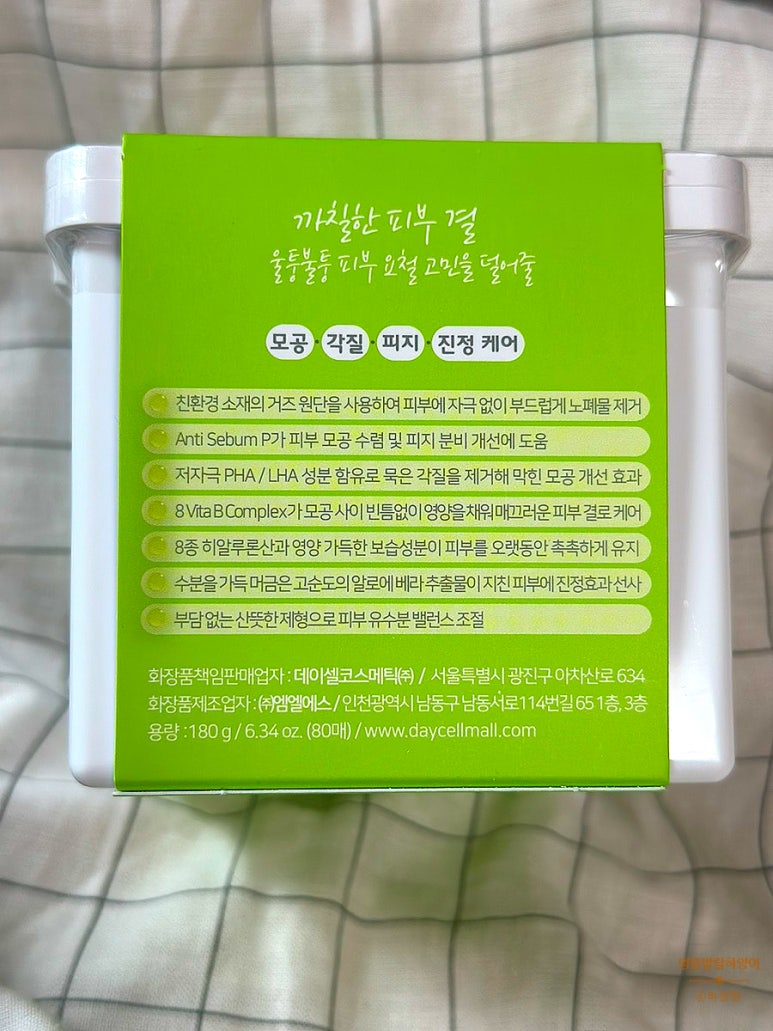 까칠한 피부 결
울퉁불퉁 피부 요철 고민을 덜어줄
모공·각질·피지·진정 케어
친환경 소재의 거즈 원단을 사용하여 피부에 자극 없이 부드럽게 노폐물 제거
Anti Sebum P가 피부 모공 수렴 및 피지 분비 개선에 도움
저자극 PHA / LHA 성분 함유로 묵은 각질을 제거해 막힌 모공 개선 효과
8 Vita B Complex가 모공 사이 빈틈없이 영양을 채워 매끄러운 피부 결로 케어
8종 히알루론산과 영양 가득한 보습성분이 피부를 오랫동안 촉촉하게 유지
수분을 가득 머금은 고순도의 알로에 베라 추출물이 지친 피부에 진정효과 선사
부담 없는 산뜻한 제형으로 피부 유수분 밸런스 조절
화장품책임판매업자 : 데이셀코스메틱㈜ / 서울특별시 광진구 아차산로 634
화장품제조업자 : ㈜엠엘에스 / 인천광역시 남동구 남동서로114번길 65 1층, 3층
용량 : 180 g / 6.34 oz. (80매) / www.daycellmall.com